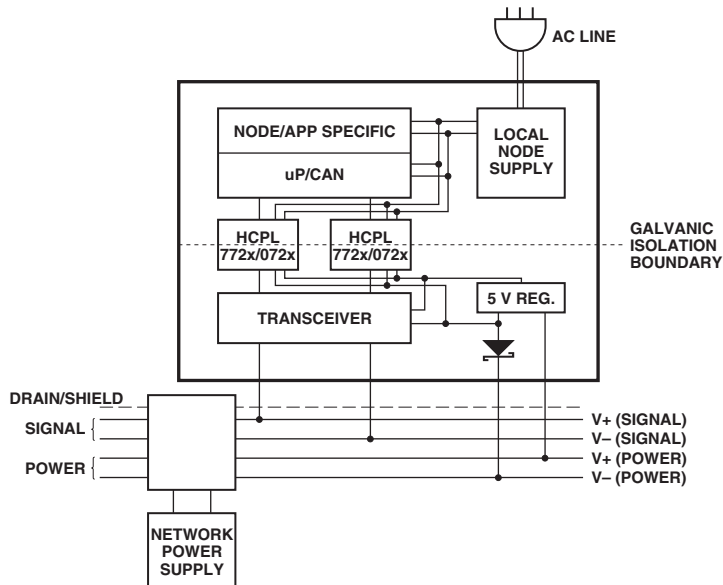 AC LINE
NODE/APP SPECIFIC
uP/CAN
LOCAL
NODE
SUPPLY
HCPL
772x/072x
HCPL
772x/072x
GALVANIC
ISOLATION
BOUNDARY
5 V REG.
TRANSCEIVER
DRAIN/SHIELD
SIGNAL
POWER
V+ (SIGNAL)
V– (SIGNAL)
V+ (POWER)
V– (POWER)
NETWORK
POWER
SUPPLY